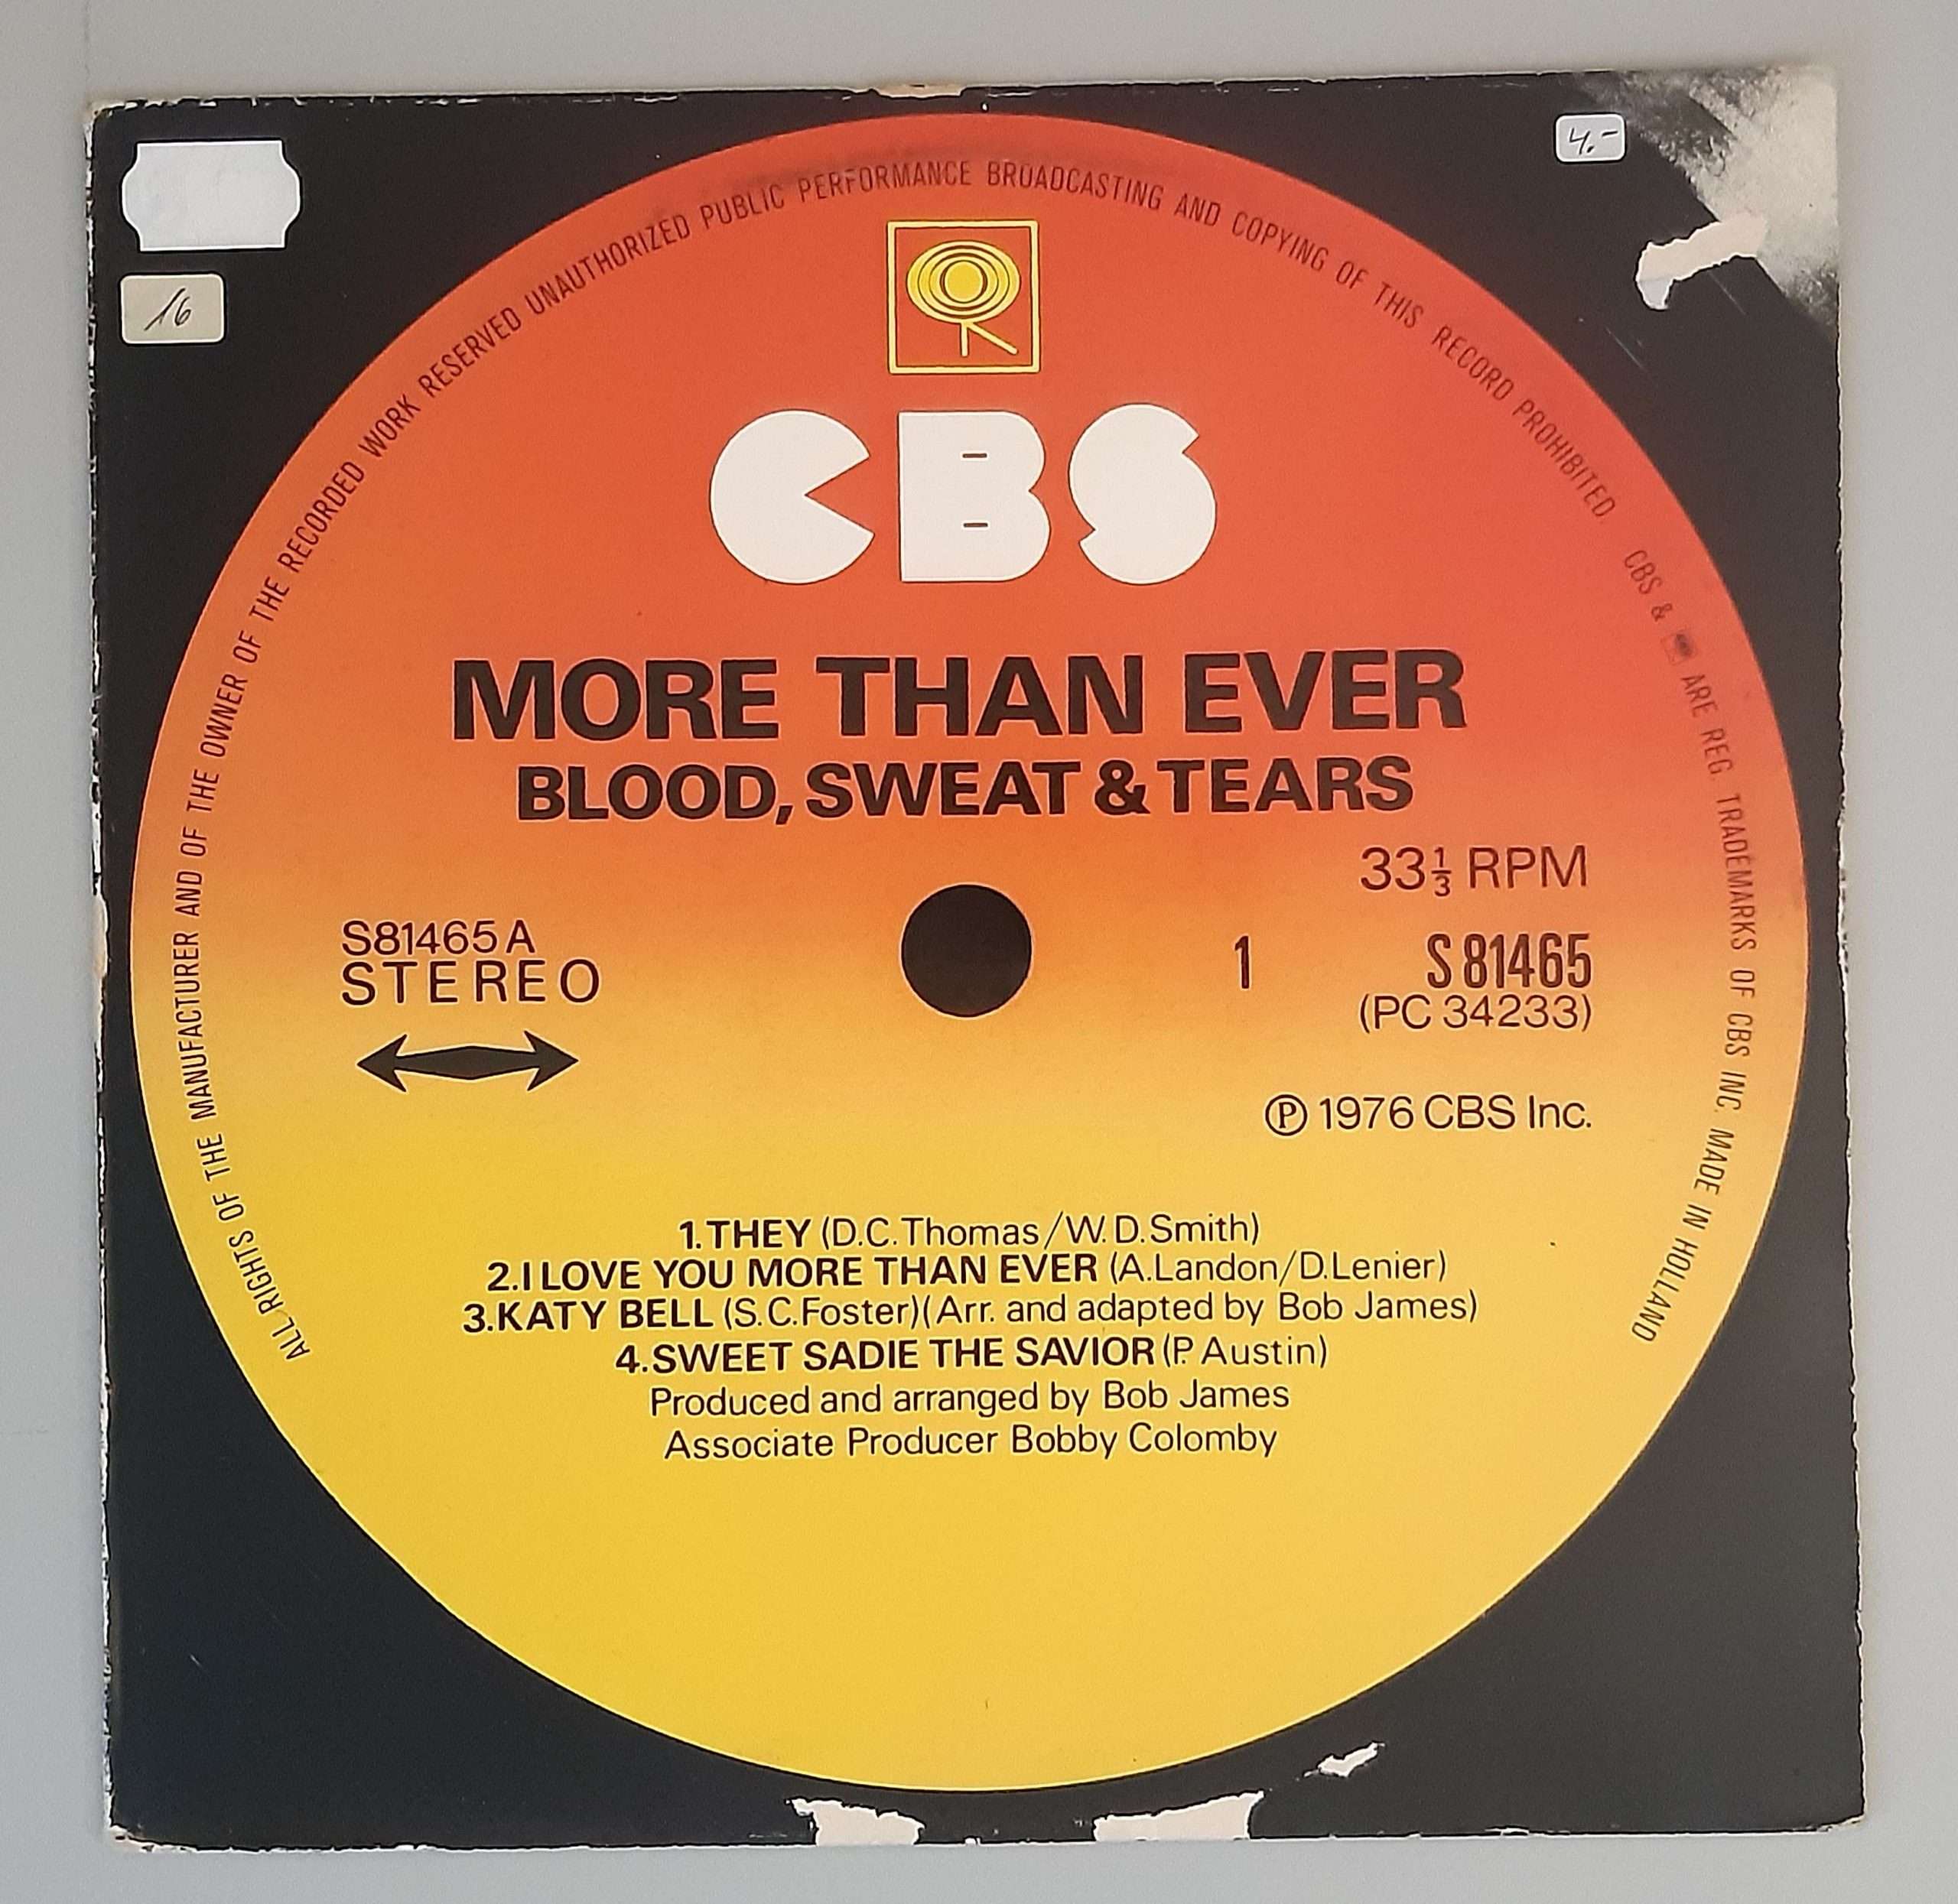 4.-
16
ALL RIGHTS OF THE MANUFACTURER AND OF THE OWNER OF THE RECORDED WORK RESERVED UNAUTHORIZED PUBLIC PERFORMANCE BROADCASTING AND COPYING OF THIS RECORD PROHIBITED. CBS & ARE REG TRADEMARKS OF CBS INC. MADE IN HOLLAND
CBS
MORE THAN EVER
BLOOD, SWEAT & TEARS
33⅓ RPM
S81465 A
STEREO
1
S 81465
(PC 34233)
Ⓟ 1976 CBS Inc.
1. THEY (D.C.Thomas/W.D.Smith)
2. I LOVE YOU MORE THAN EVER (A.Landon/D.Lenier)
3. KATY BELL (S.C.Foster) (Arr. and adapted by Bob James)
4. SWEET SADIE THE SAVIOR (P. Austin)
Produced and arranged by Bob James
Associate Producer Bobby Colomby